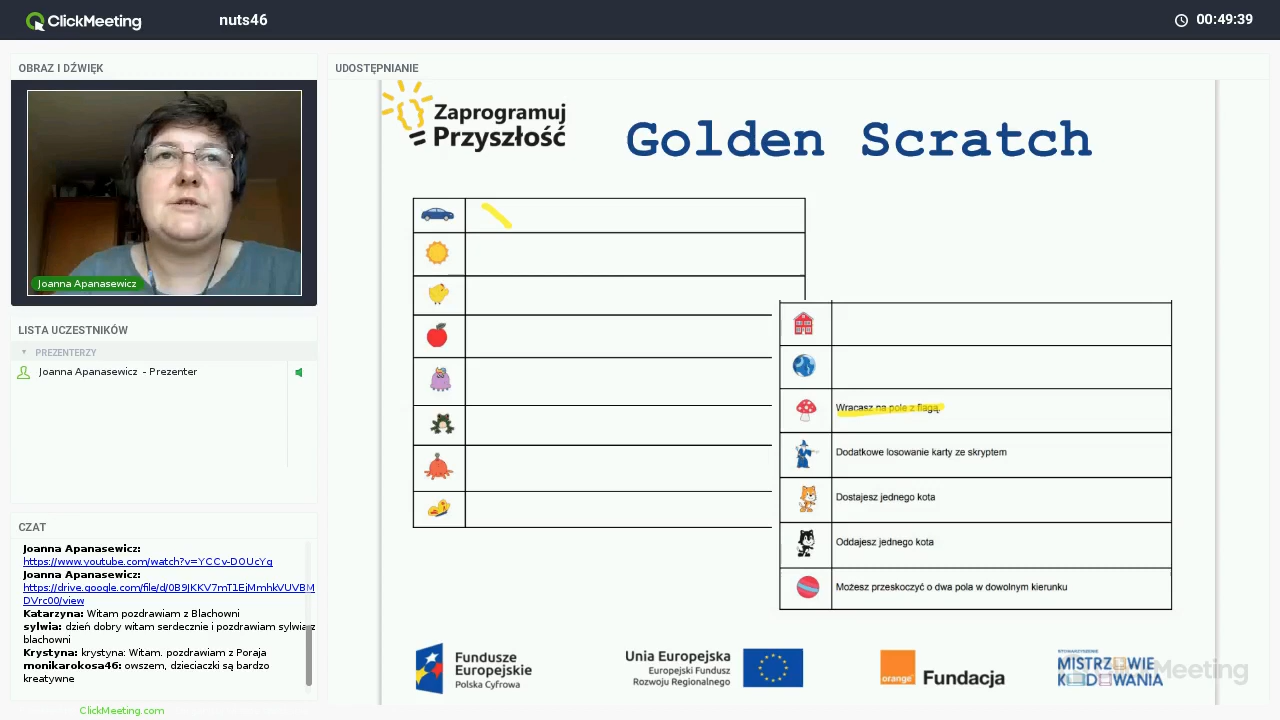 ClickMeeting
nuts46
00:49:39
OBRAZ I DŹWIĘK
Joanna Apanasewicz
LISTA UCZESTNIKÓW
PREZENTERZY
Joanna Apanasewicz - Prezenter
CZAT
Joanna Apanasewicz:
https://www.youtube.com/watch?v=YCCv-D0UcYg
Joanna Apanasewicz:
https://drive.google.com/file/d/0B9JKKV7mT1EjMmhkVUVBM
DVrc00/view
Katarzyna: Witam pozdrawiam z Blachowni
sylwia: dzień dobry witam serdecznie i pozdrawiam sylwia z
blachowni
Krystyna: krystyna: Witam. pozdrawiam z Poraja
monikarokosa46: owszem, dzieciaczki są bardzo
kreatywne
ClickMeeting.com
UDOSTĘPNIANIE
Zaprogramuj
Przyszłość
Golden Scratch
Wracasz na pole z flagą.
Dodatkowe losowanie karty ze skryptem
Dostajesz jednego kota
Oddajesz jednego kota
Możesz przeskoczyć o dwa pola w dowolnym kierunku
Fundusze
Europejskie
Polska Cyfrowa
Unia Europejska
Europejski Fundusz
Rozwoju Regionalnego
orange
Fundacja
STOWARZYSZENIE
MISTRZOWIE
KODOWANIA
ClickMeeting